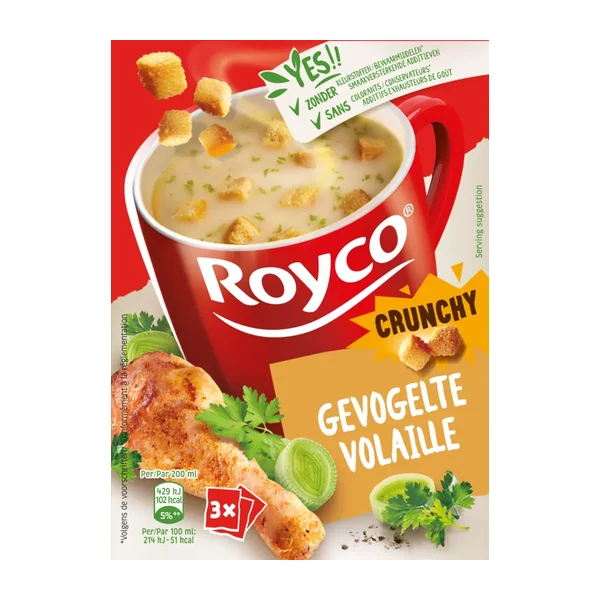 YES!!
ZONDER KLEURSTOFFEN/BEWAARMIDDELEN*
SMAAKVERSTERKENDE ADDITIEVEN
SANS COLORANTS/CONSERVATEURS*
ADDITIFS EXHAUSTEURS DE GOÛT
Serving suggestion
ROYCO®
CRUNCHY
GEVOGELTE
VOLAILLE
*Volgens de voorschriften/conformément à la réglementation
Per/Par 200 ml
429 kJ
102 kcal
5%**
Per/Par 100 ml:
214 kJ - 51 kcal
3x